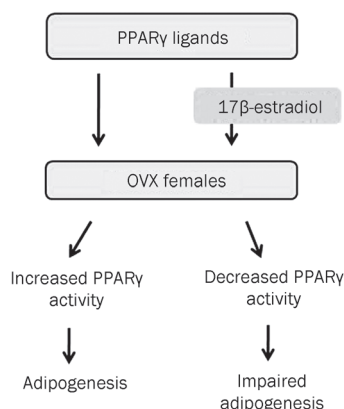 PPARγ ligands
17β-estradiol
OVX females
Increased PPARγ
activity
Decreased PPARγ
activity
Adipogenesis
Impaired
adipogenesis